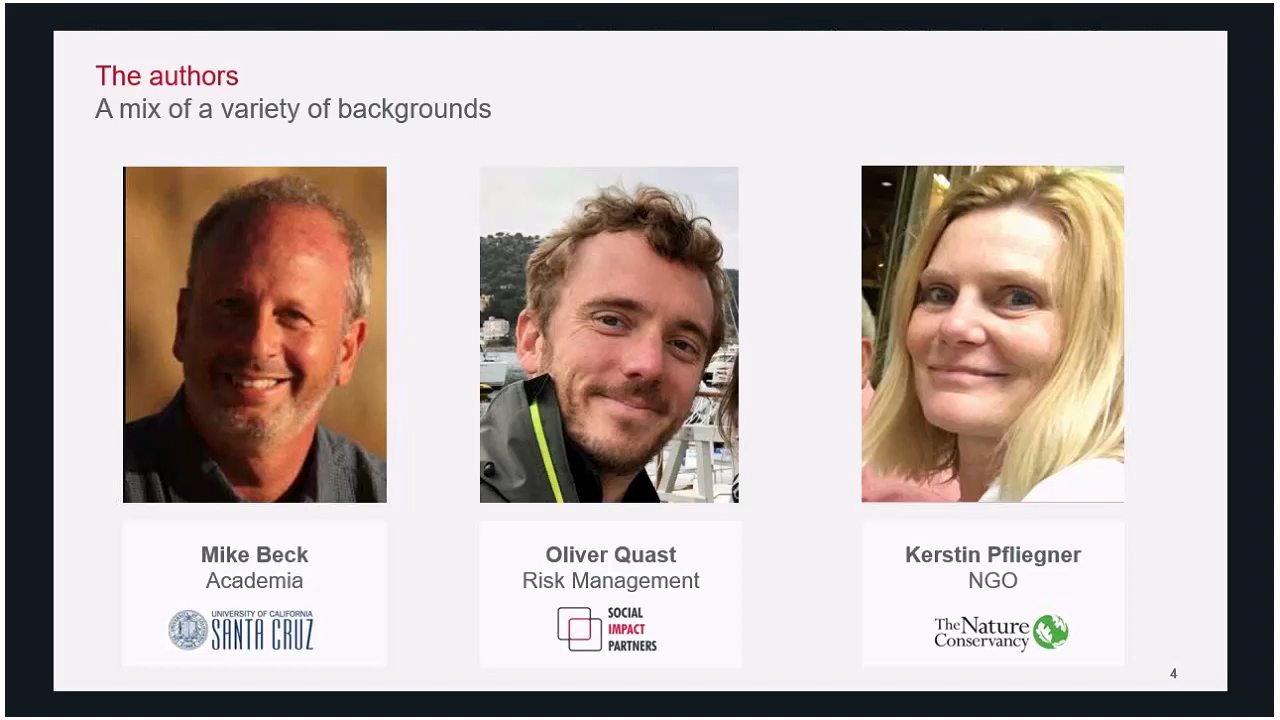 The authors
A mix of a variety of backgrounds
Mike Beck
Academia
UNIVERSITY OF CALIFORNIA
SANTA CRUZ
Oliver Quast
Risk Management
SOCIAL
IMPACT
PARTNERS
Kerstin Pfliegner
NGO
The Nature
Conservancy
4